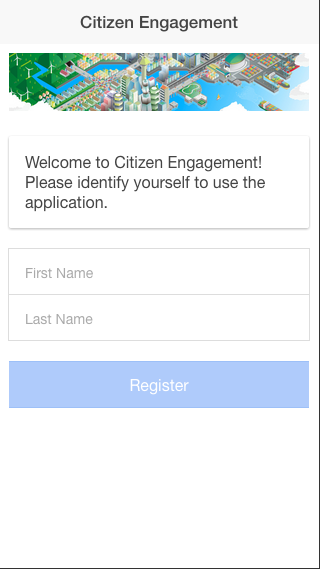 Citizen Engagement
Welcome to Citizen Engagement!
Please identify yourself to use the
application.
First Name
Last Name
Register